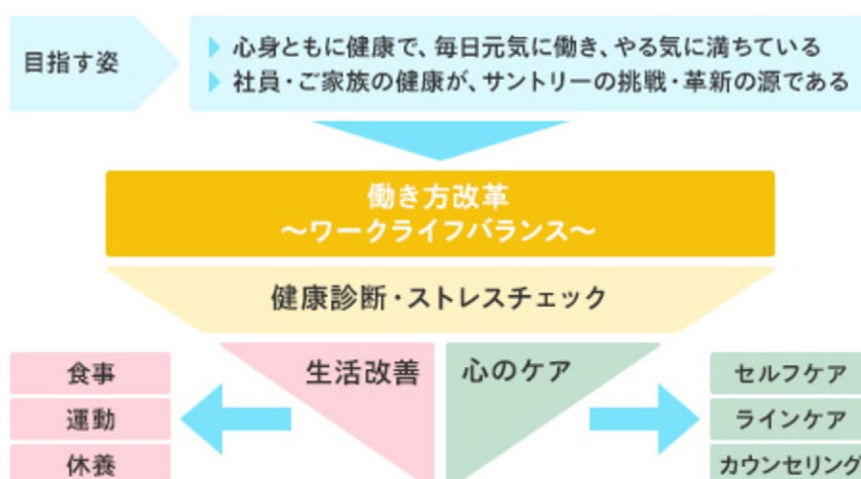 目指す姿
心身ともに健康で、毎日元気に働き、やる気に満ちている
社員・ご家族の健康が、サントリーの挑戦・革新の源である
働き方改革
～ワークライフバランス～
健康診断・ストレスチェック
生活改善
心のケア
食事
運動
休養
セルフケア
ラインケア
カウンセリング